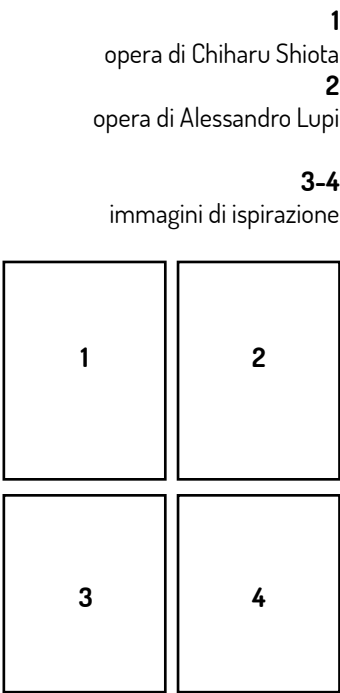 1
opera di Chiharu Shiota
2
opera di Alessandro Lupi
3-4
immagini di ispirazione
1 2
3 4